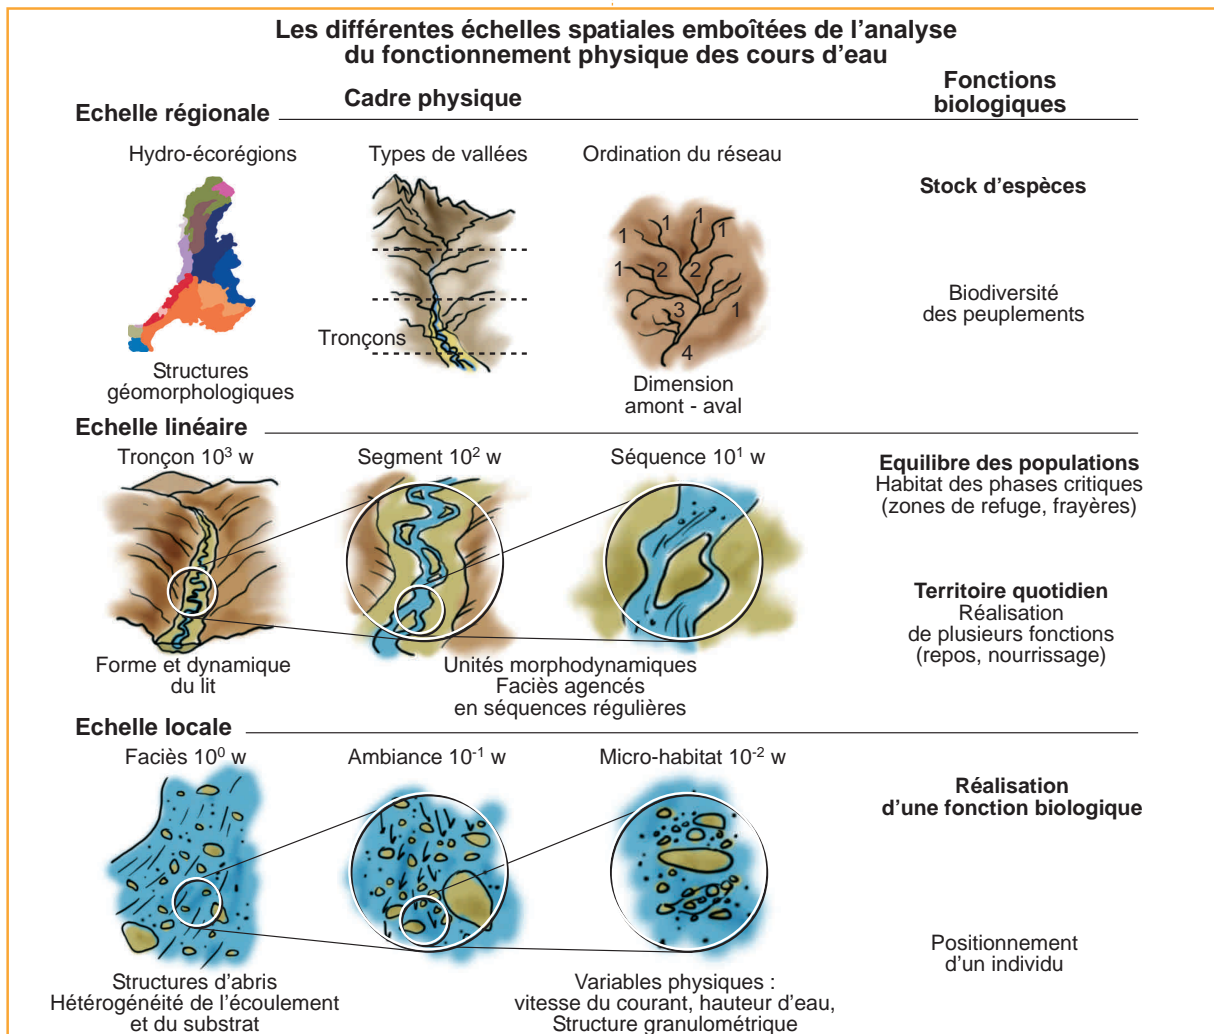 Les différentes échelles spatiales emboîtées de l'analyse
du fonctionnement physique des cours d'eau
Fonctions
biologiques
Cadre physique
Echelle régionale
Hydro-écorégions
Types de vallées
Ordination du réseau
Stock d'espèces
1
1
1
1
1
2
2
1
3
4
Biodiversité
des peuplements
Tronçons
Structures
géomorphologiques
Dimension
amont - aval
Echelle linéaire
Tronçon 10³ w
Segment 10² w
Séquence 10¹ w
Equilibre des populations
Habitat des phases critiques
(zones de refuge, frayères)
Territoire quotidien
Réalisation
de plusieurs fonctions
(repos, nourrissage)
Forme et dynamique
du lit
Unités morphodynamiques
Faciès agencés
en séquences régulières
Echelle locale
Faciès 10⁰ w
Ambiance 10⁻¹ w
Micro-habitat 10⁻² w
Réalisation
d'une fonction biologique
Positionnement
d'un individu
Structures d'abris
Hétérogénéité de l'écoulement
et du substrat
Variables physiques :
vitesse du courant, hauteur d'eau,
Structure granulométrique